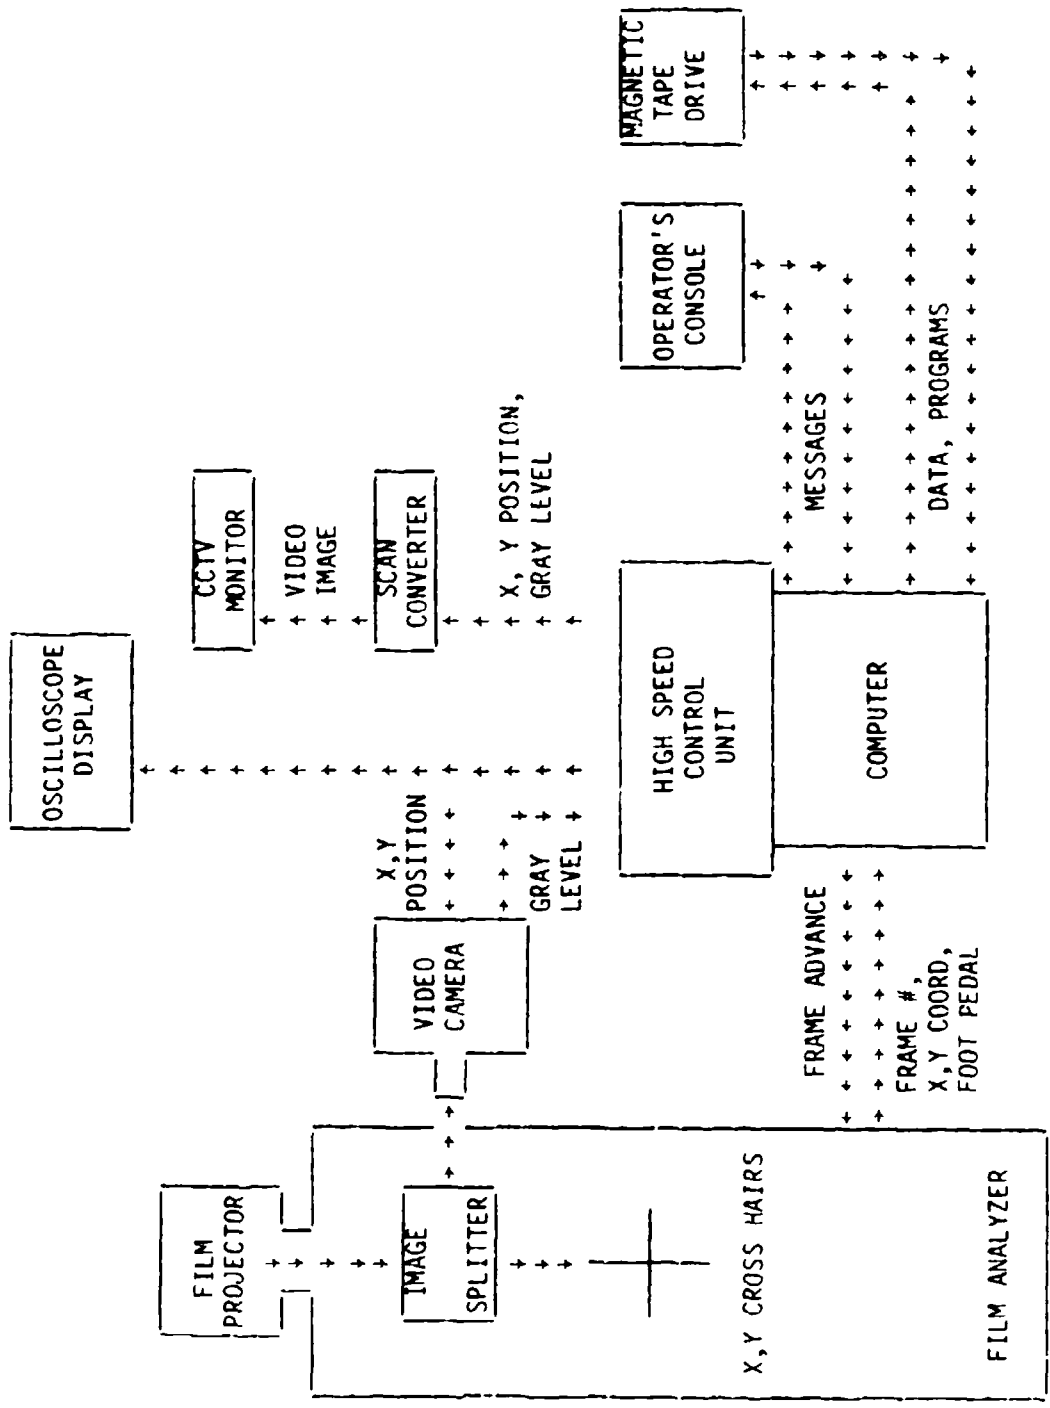 OSCILLOSCOPE
DISPLAY
FILM
PROJECTOR
CCTV
MONITOR
VIDEO
IMAGE
SCAN
CONVERTER
X,Y
POSITION
X, Y POSITION,
GRAY LEVEL
IMAGE
SPLITTER
VIDEO
CAMERA
GRAY
LEVEL
HIGH SPEED
CONTROL
UNIT
OPERATOR'S
CONSOLE
MAGNETIC
TAPE
DRIVE
X,Y CROSS HAIRS
FRAME ADVANCE
MESSAGES
COMPUTER
FRAME #,
X,Y COORD,
FOOT PEDAL
DATA, PROGRAMS
FILM ANALYZER